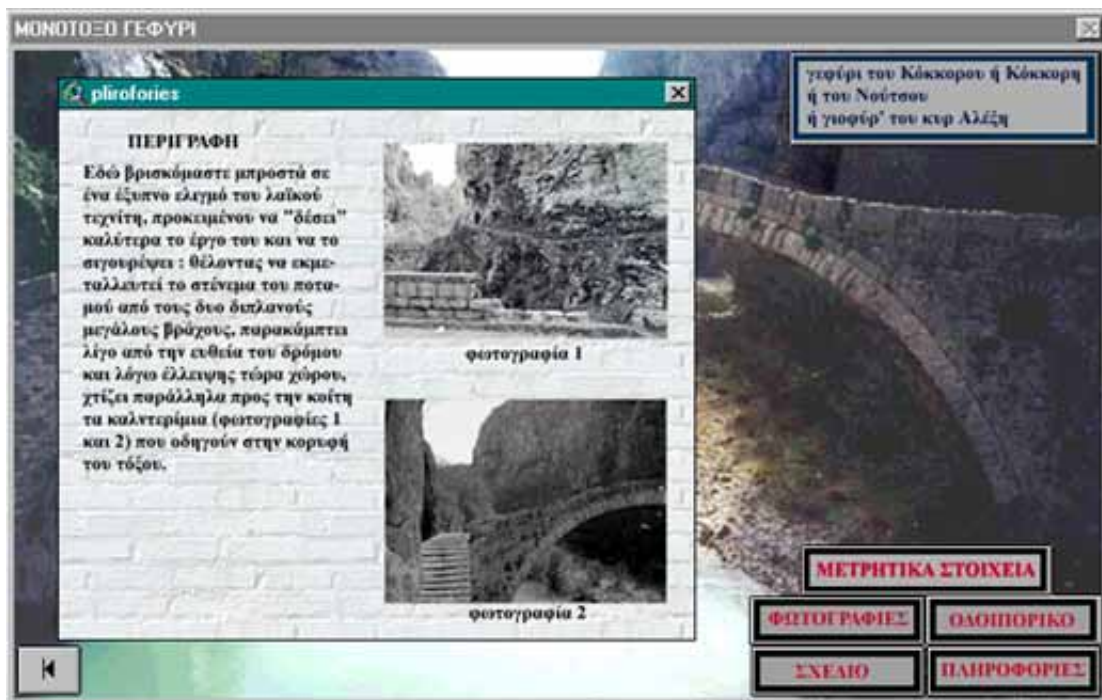 ΜΟΝΟΤΟΞΟ ΓΕΦΥΡΙ
γεφύρι του Κόκκορου ή Κόκκορη
ή του Νούτσου
ή γιοφύρ' του κυρ Αλέξη
plirofories
ΠΕΡΙΓΡΑΦΗ
Εδώ βρισκόμαστε μπροστά σε
ένα έξυπνο ελιγμό του λαϊκού
τεχνίτη, προκειμένου να "δέσει"
καλύτερα το έργο του και να το
σιγουρέψει : θέλοντας να εκμε-
ταλλευτεί το στένεμα του ποτα-
μού από τους δυο διπλανούς
μεγάλους βράχους, παρακάμπτει
λίγο από την ευθεία του δρόμου
και λόγω έλλειψης τώρα χώρου,
χτίζει παράλληλα προς την κοίτη
τα καλντερίμια (φωτογραφίες 1
και 2) που οδηγούν στην κορυφή
του τόξου.
φωτογραφία 1
φωτογραφία 2
ΜΕΤΡΗΤΙΚΑ ΣΤΟΙΧΕΙΑ
ΦΩΤΟΓΡΑΦΙΕΣ
ΟΔΟΙΠΟΡΙΚΟ
ΣΧΕΔΙΟ
ΠΛΗΡΟΦΟΡΙΕΣ